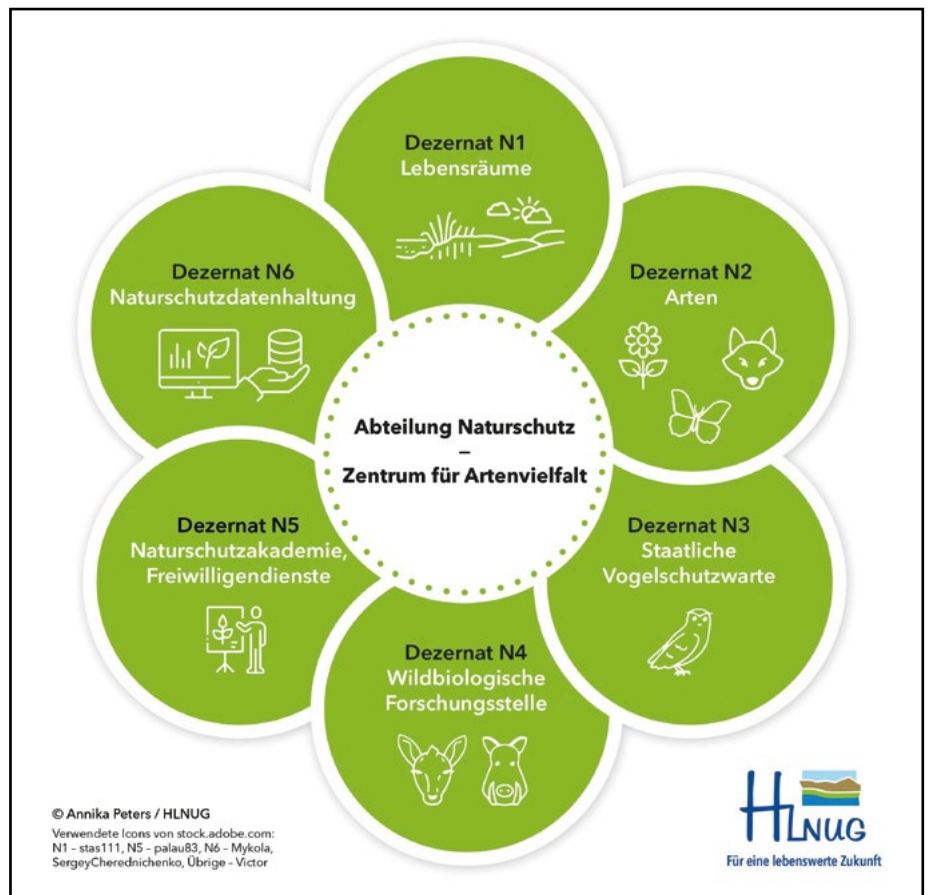 Dezernat N1
Lebensräume
Dezernat N2
Arten
Dezernat N3
Staatliche
Vogelschutzwarte
Dezernat N4
Wildbiologische
Forschungsstelle
Dezernat N5
Naturschutzakademie,
Freiwilligendienste
Dezernat N6
Naturschutzdatenhaltung
Abteilung Naturschutz
–
Zentrum für Artenvielfalt
© Annika Peters / HLNUG
Verwendete Icons von stock.adobe.com:
N1 – stas111, N5 – palau83, N6 – Mykola,
SergeyCherednichenko, Übrige – Victor
HLNUG
Für eine lebenswerte Zukunft